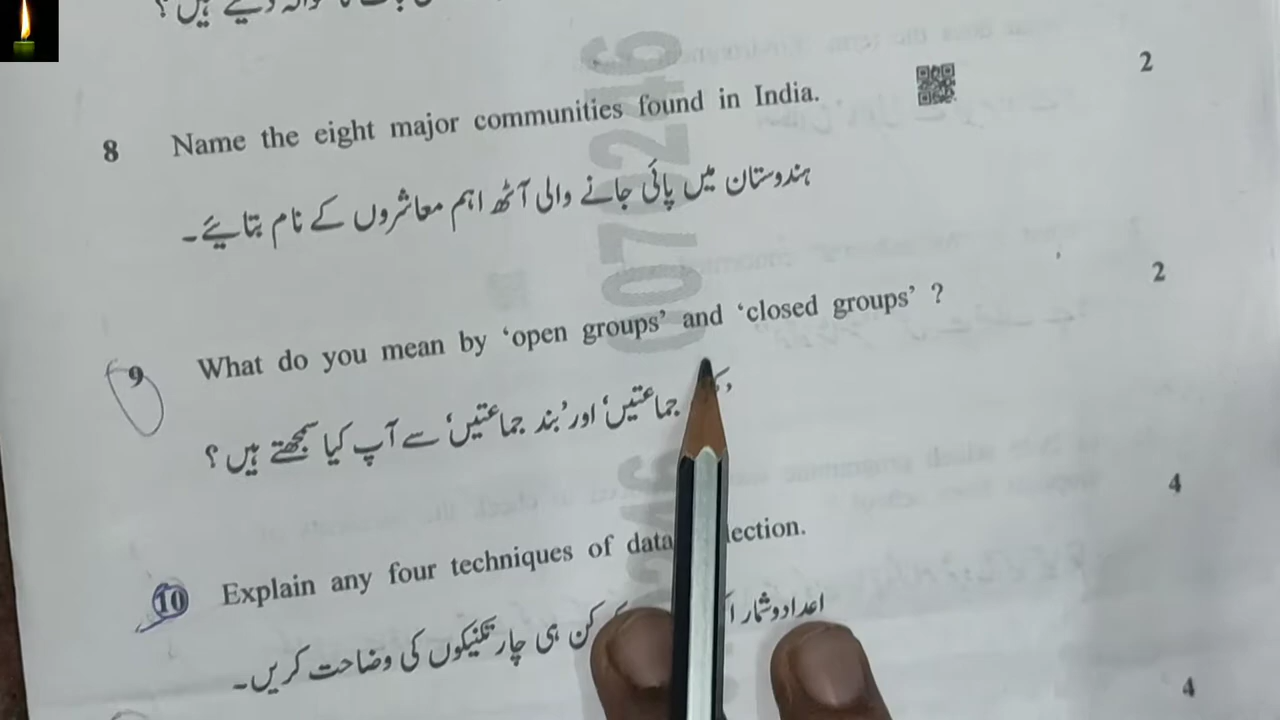 8 Name the eight major communities found in India. 2
ہندوستان میں پائی جانے والی آٹھ اہم معاشروں کے نام بتایئے۔
9 What do you mean by ‘open groups’ and ‘closed groups’ ? 2
جماعتیں‘ اور ’بند جماعتیں‘ سے آپ کیا سمجھتے ہیں ؟
10 Explain any four techniques of data lection. 4
اعدادوشمار کن ہی چار تکنیکوں کی وضاحت کریں۔
4